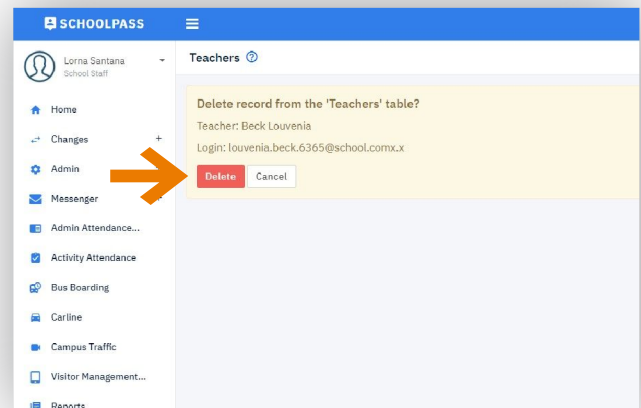 SCHOOLPASS
Lorna Santana
School Staff
Teachers
Home
Changes +
Admin
Messenger
Admin Attendance...
Activity Attendance
Bus Boarding
Carline
Campus Traffic
Visitor Management...
Reports
Delete record from the 'Teachers' table?
Teacher: Beck Louvenia
Login: louvenia.beck.6365@school.comx.x
Delete Cancel